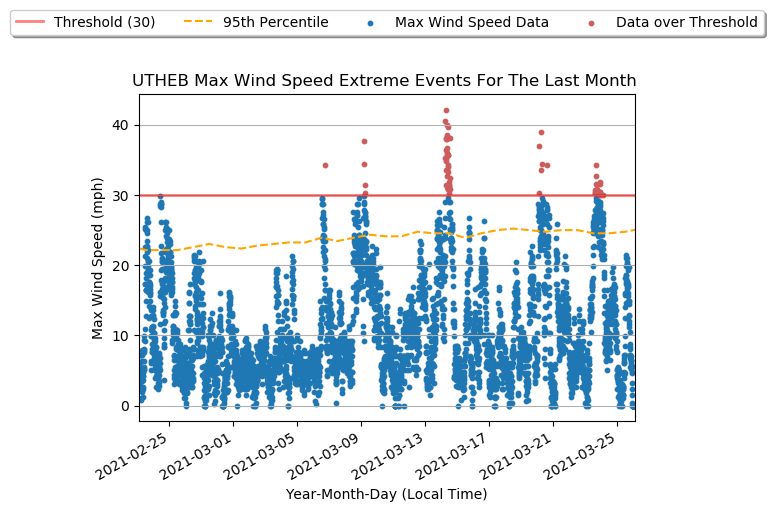 Threshold (30) 95th Percentile Max Wind Speed Data Data over Threshold
UTHEB Max Wind Speed Extreme Events For The Last Month
Max Wind Speed (mph)
40
30
20
10
0
2021-02-25 2021-03-01 2021-03-05 2021-03-09 2021-03-13 2021-03-17 2021-03-21 2021-03-25
Year-Month-Day (Local Time)